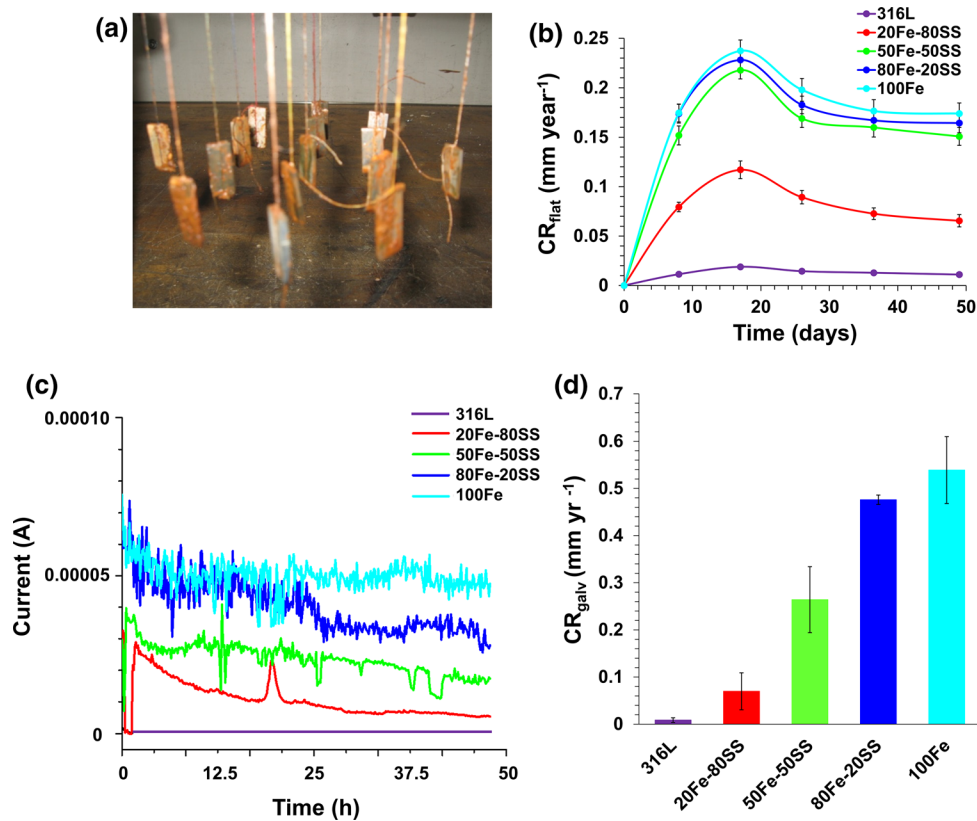 (a)
(b)
316L
20Fe-80SS
50Fe-50SS
80Fe-20SS
100Fe
0.25
0.2
0.15
0.1
0.05
0
CR_flat (mm year⁻¹)
0 10 20 30 40 50
Time (days)
(c)
316L
20Fe-80SS
50Fe-50SS
80Fe-20SS
100Fe
0.00010
0.00005
0
Current (A)
0 12.5 25 37.5 50
Time (h)
(d)
0.7
0.6
0.5
0.4
0.3
0.2
0.1
0
CR_galv (mm yr ⁻¹)
316L
20Fe-80SS
50Fe-50SS
80Fe-20SS
100Fe